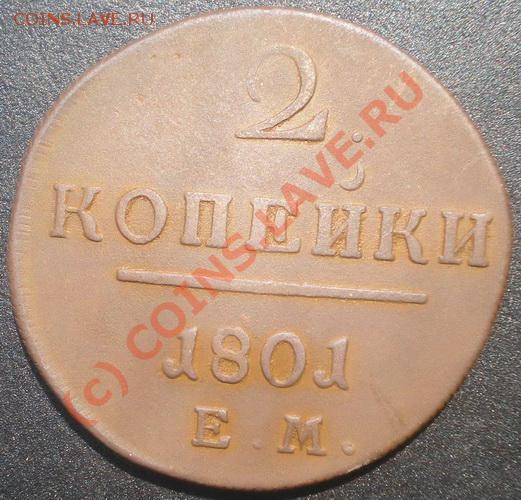 COINS.LAVE.RU
2
КОПЕЙКИ
1801
Е.М.
(c) COINS.LAVE.RU